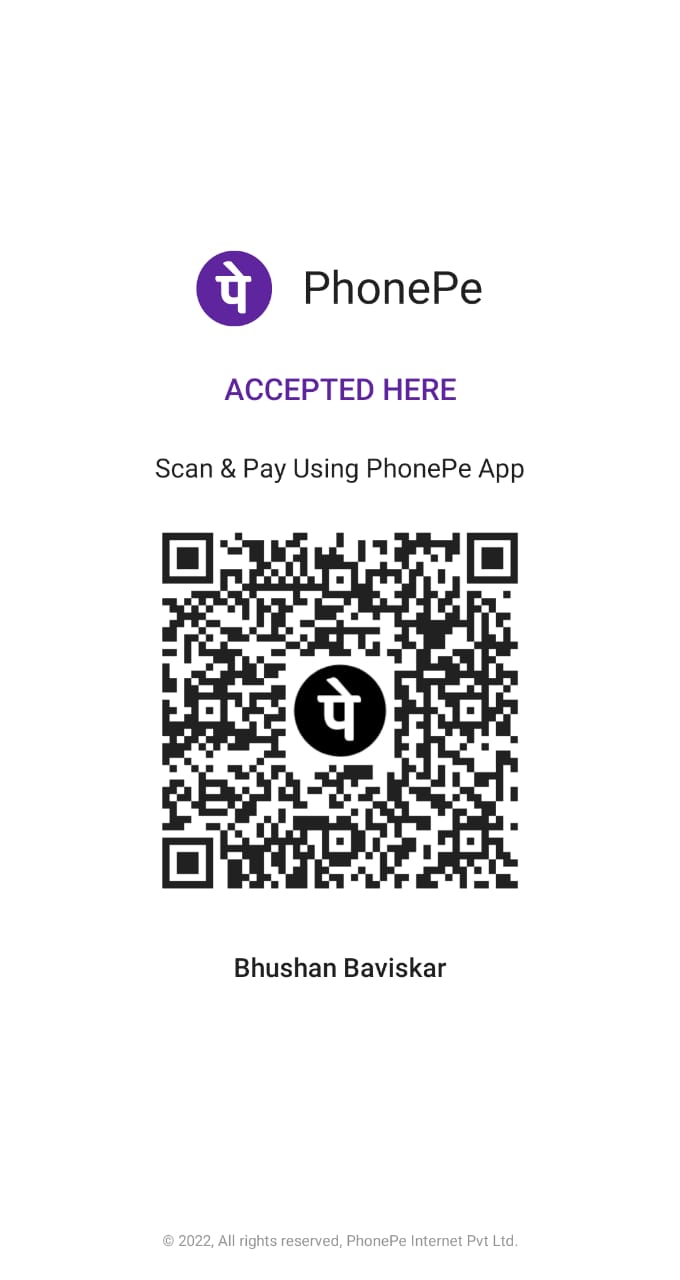 पे PhonePe
ACCEPTED HERE
Scan & Pay Using PhonePe App
पे
Bhushan Baviskar
© 2022, All rights reserved, PhonePe Internet Pvt Ltd.